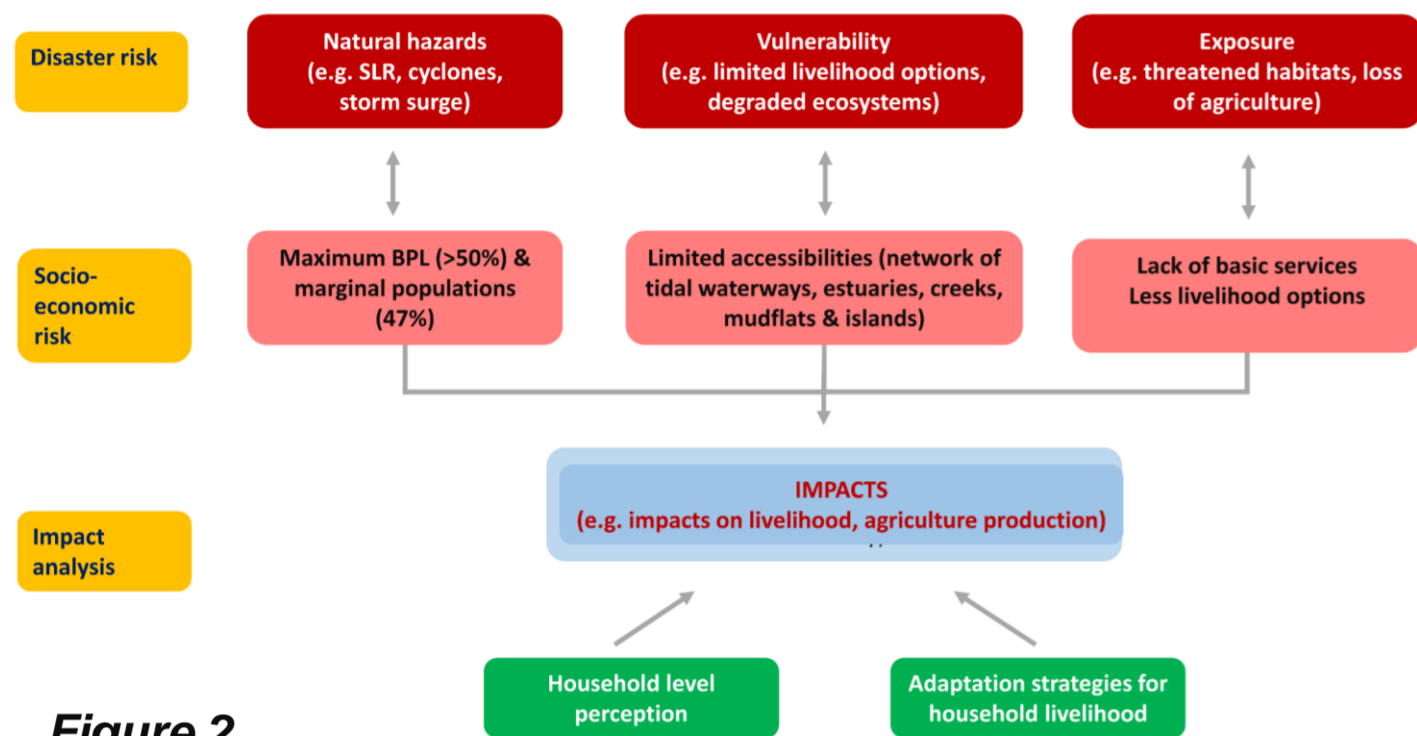 Disaster risk
Natural hazards
(e.g. SLR, cyclones,
storm surge)
Vulnerability
(e.g. limited livelihood options,
degraded ecosystems)
Exposure
(e.g. threatened habitats, loss
of agriculture)
Socio-
economic
risk
Maximum BPL (>50%) &
marginal populations
(47%)
Limited accessibilities (network of
tidal waterways, estuaries, creeks,
mudflats & islands)
Lack of basic services
Less livelihood options
Impact
analysis
IMPACTS
(e.g. impacts on livelihood, agriculture production)
Household level
perception
Adaptation strategies for
household livelihood
Figure 2